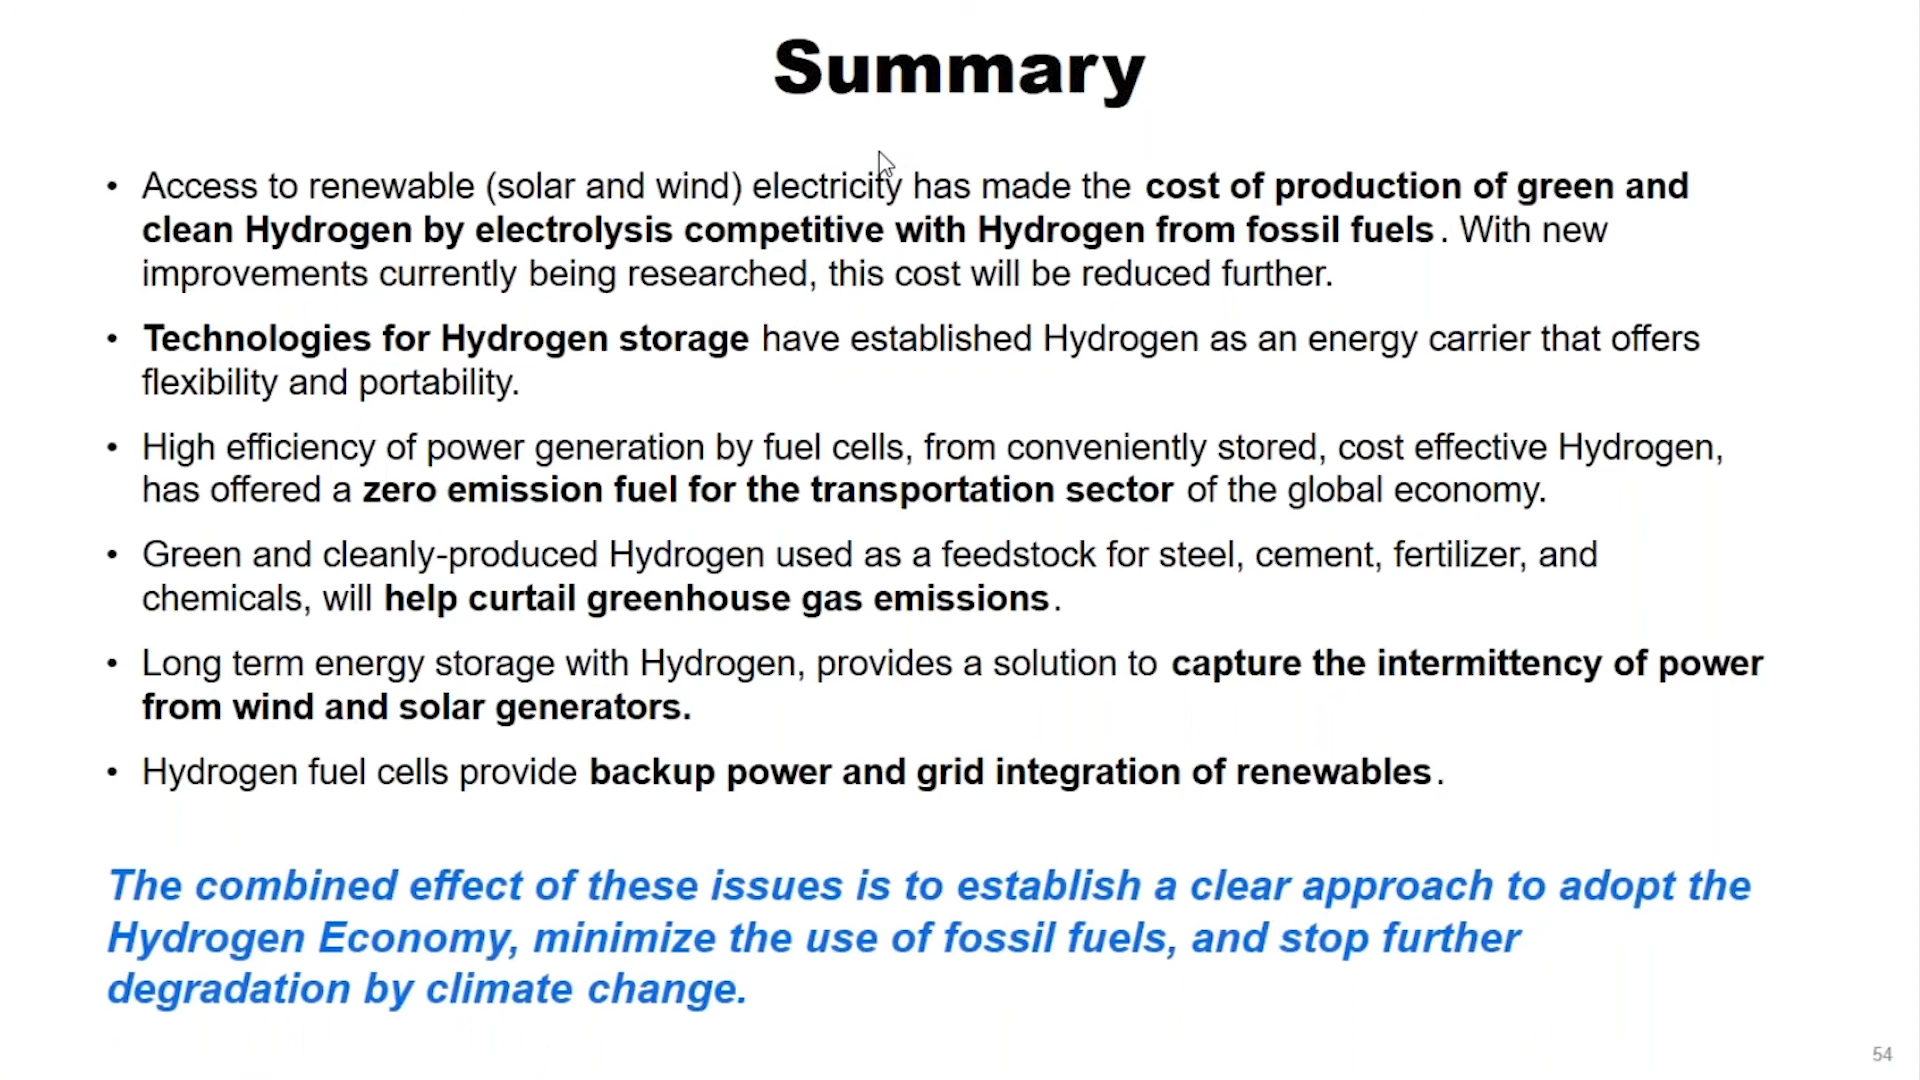 Summary
• Access to renewable (solar and wind) electricity has made the cost of production of green and
clean Hydrogen by electrolysis competitive with Hydrogen from fossil fuels. With new
improvements currently being researched, this cost will be reduced further.
• Technologies for Hydrogen storage have established Hydrogen as an energy carrier that offers
flexibility and portability.
• High efficiency of power generation by fuel cells, from conveniently stored, cost effective Hydrogen,
has offered a zero emission fuel for the transportation sector of the global economy.
• Green and cleanly-produced Hydrogen used as a feedstock for steel, cement, fertilizer, and
chemicals, will help curtail greenhouse gas emissions.
• Long term energy storage with Hydrogen, provides a solution to capture the intermittency of power
from wind and solar generators.
• Hydrogen fuel cells provide backup power and grid integration of renewables.
The combined effect of these issues is to establish a clear approach to adopt the
Hydrogen Economy, minimize the use of fossil fuels, and stop further
degradation by climate change.
54